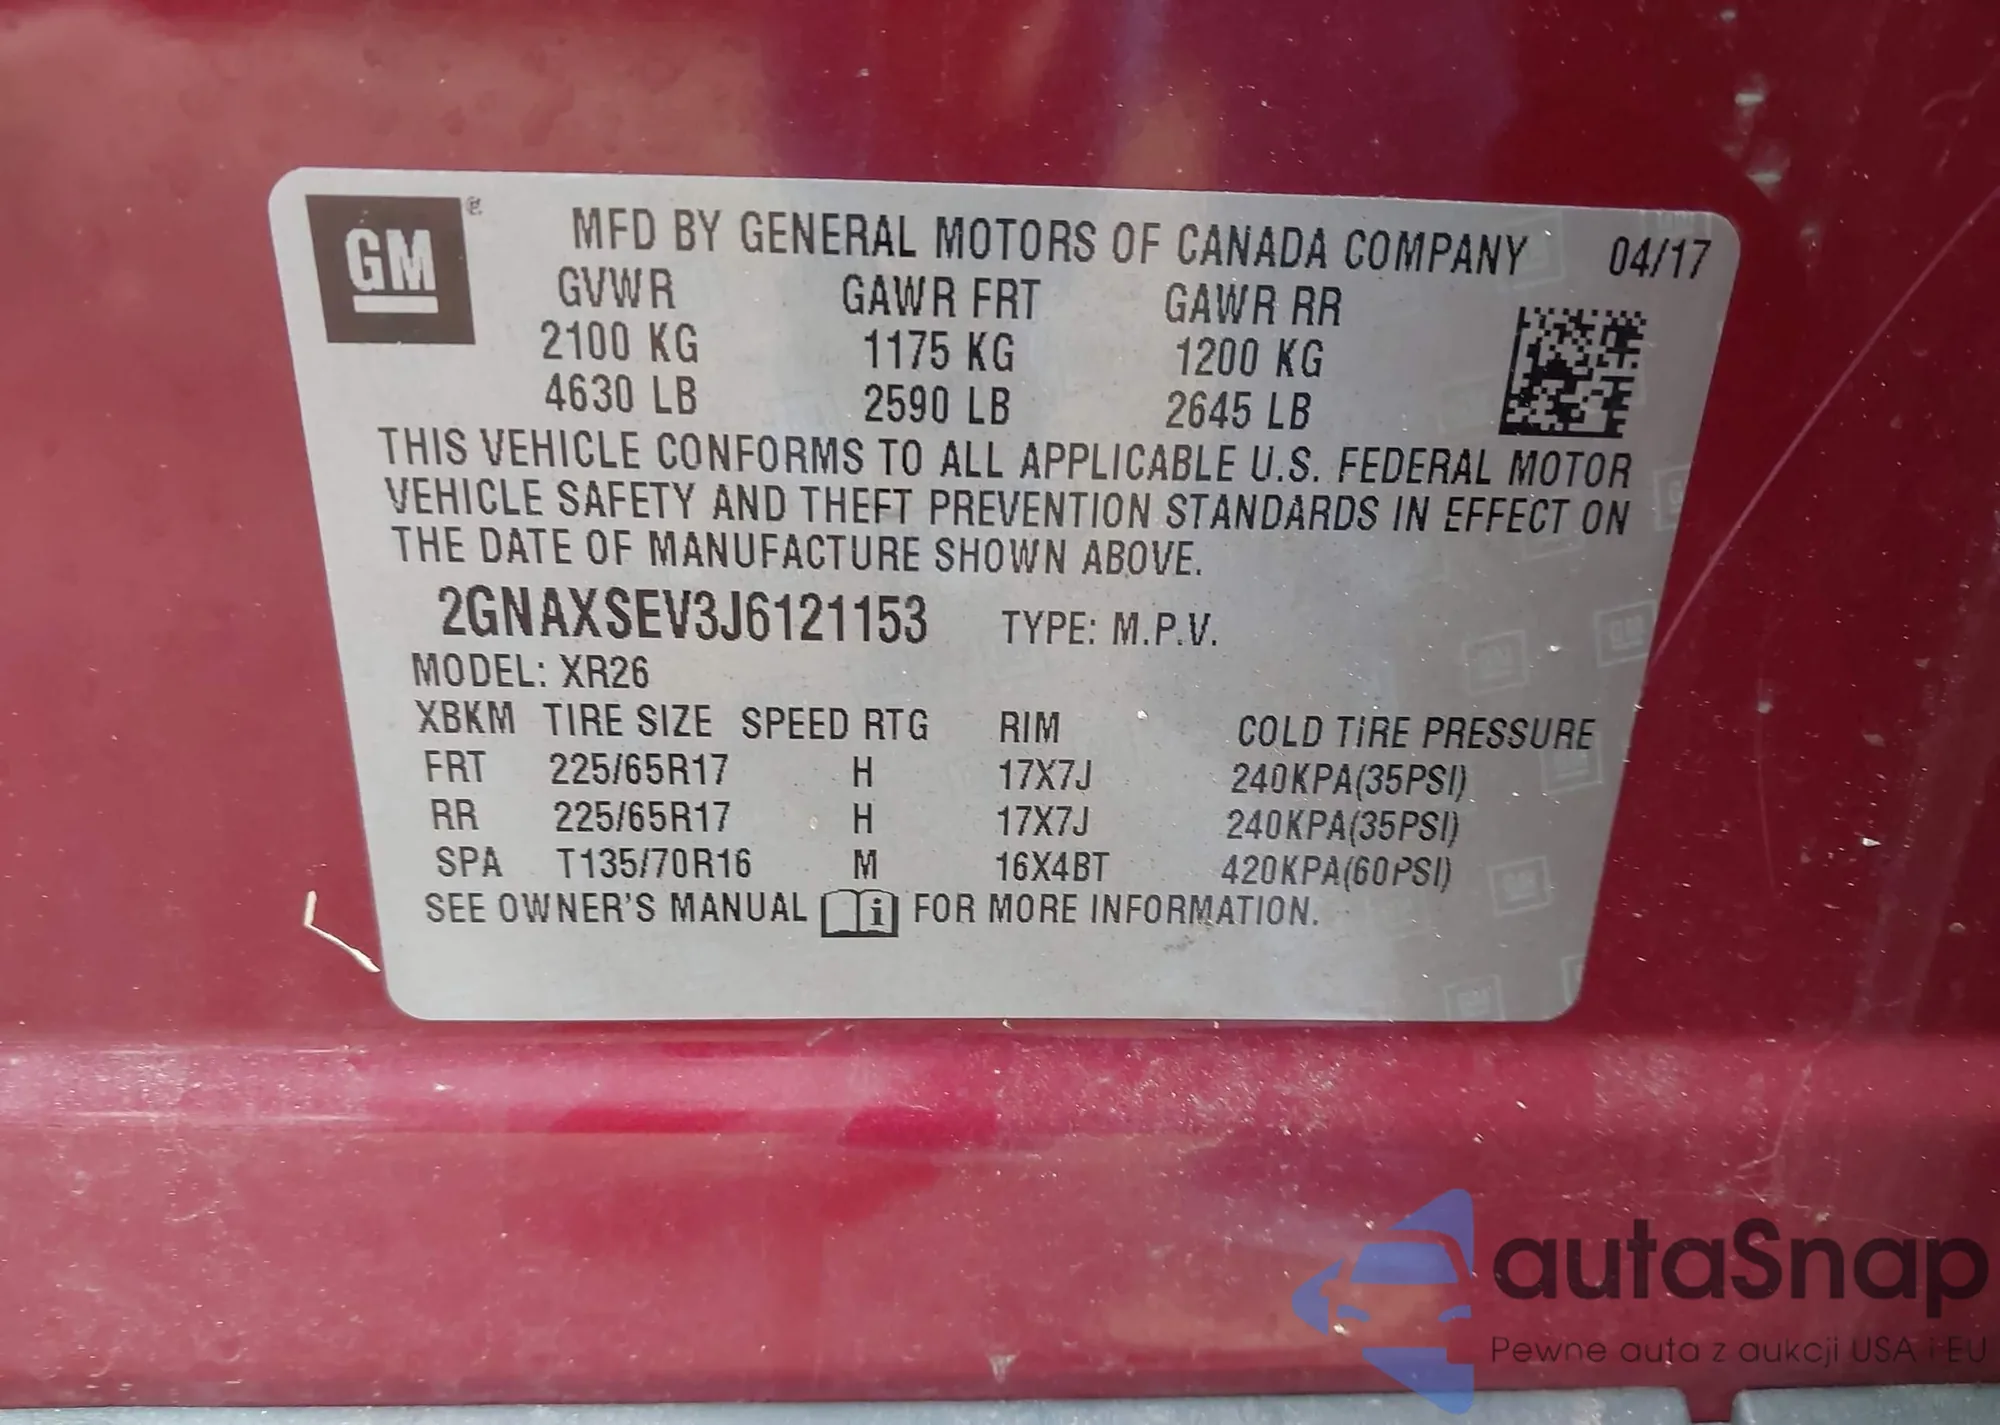 GM ®
MFD BY GENERAL MOTORS OF CANADA COMPANY 04/17
GVWR GAWR FRT GAWR RR
2100 KG 1175 KG 1200 KG
4630 LB 2590 LB 2645 LB
THIS VEHICLE CONFORMS TO ALL APPLICABLE U.S. FEDERAL MOTOR
VEHICLE SAFETY AND THEFT PREVENTION STANDARDS IN EFFECT ON
THE DATE OF MANUFACTURE SHOWN ABOVE.
2GNAXSEV3J6121153 TYPE: M.P.V.
MODEL: XR26
XBKM TIRE SIZE SPEED RTG RIM COLD TIRE PRESSURE
FRT 225/65R17 H 17X7J 240KPA(35PSI)
RR 225/65R17 H 17X7J 240KPA(35PSI)
SPA T135/70R16 M 16X4BT 420KPA(60PSI)
SEE OWNER'S MANUAL i FOR MORE INFORMATION.
autaSnap
Pewne auta z aukcji USA i EU